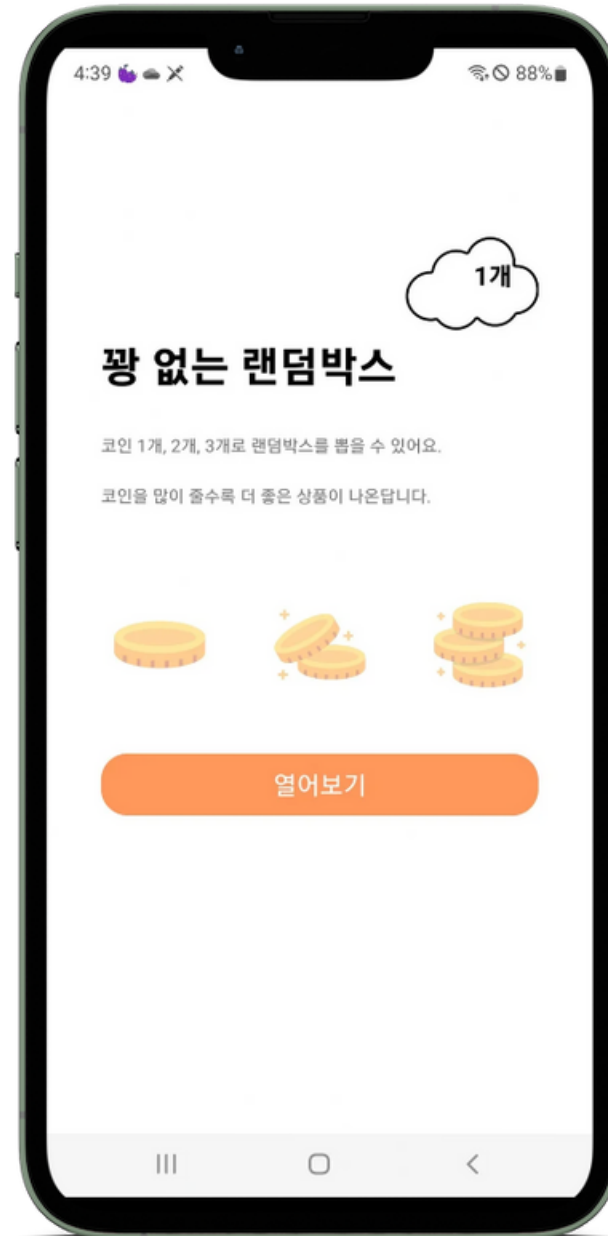 4:39 88%
1개
꽝 없는 랜덤박스
코인 1개, 2개, 3개로 랜덤박스를 뽑을 수 있어요.
코인을 많이 줄수록 더 좋은 상품이 나온답니다.
열어보기